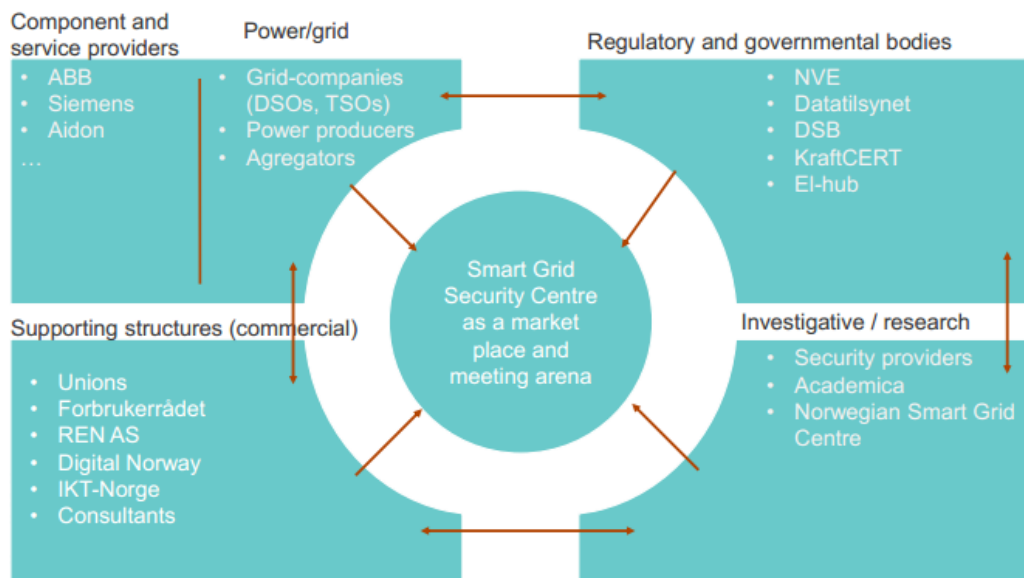 Component and
service providers
• ABB
• Siemens
• Aidon
…
Power/grid
• Grid-companies
(DSOs, TSOs)
• Power producers
• Agregators
Regulatory and governmental bodies
• NVE
• Datatilsynet
• DSB
• KraftCERT
• El-hub
Smart Grid
Security Centre
as a market
place and
meeting arena
Supporting structures (commercial)
• Unions
• Forbrukerrådet
• REN AS
• Digital Norway
• IKT-Norge
• Consultants
Investigative / research
• Security providers
• Academica
• Norwegian Smart Grid
Centre